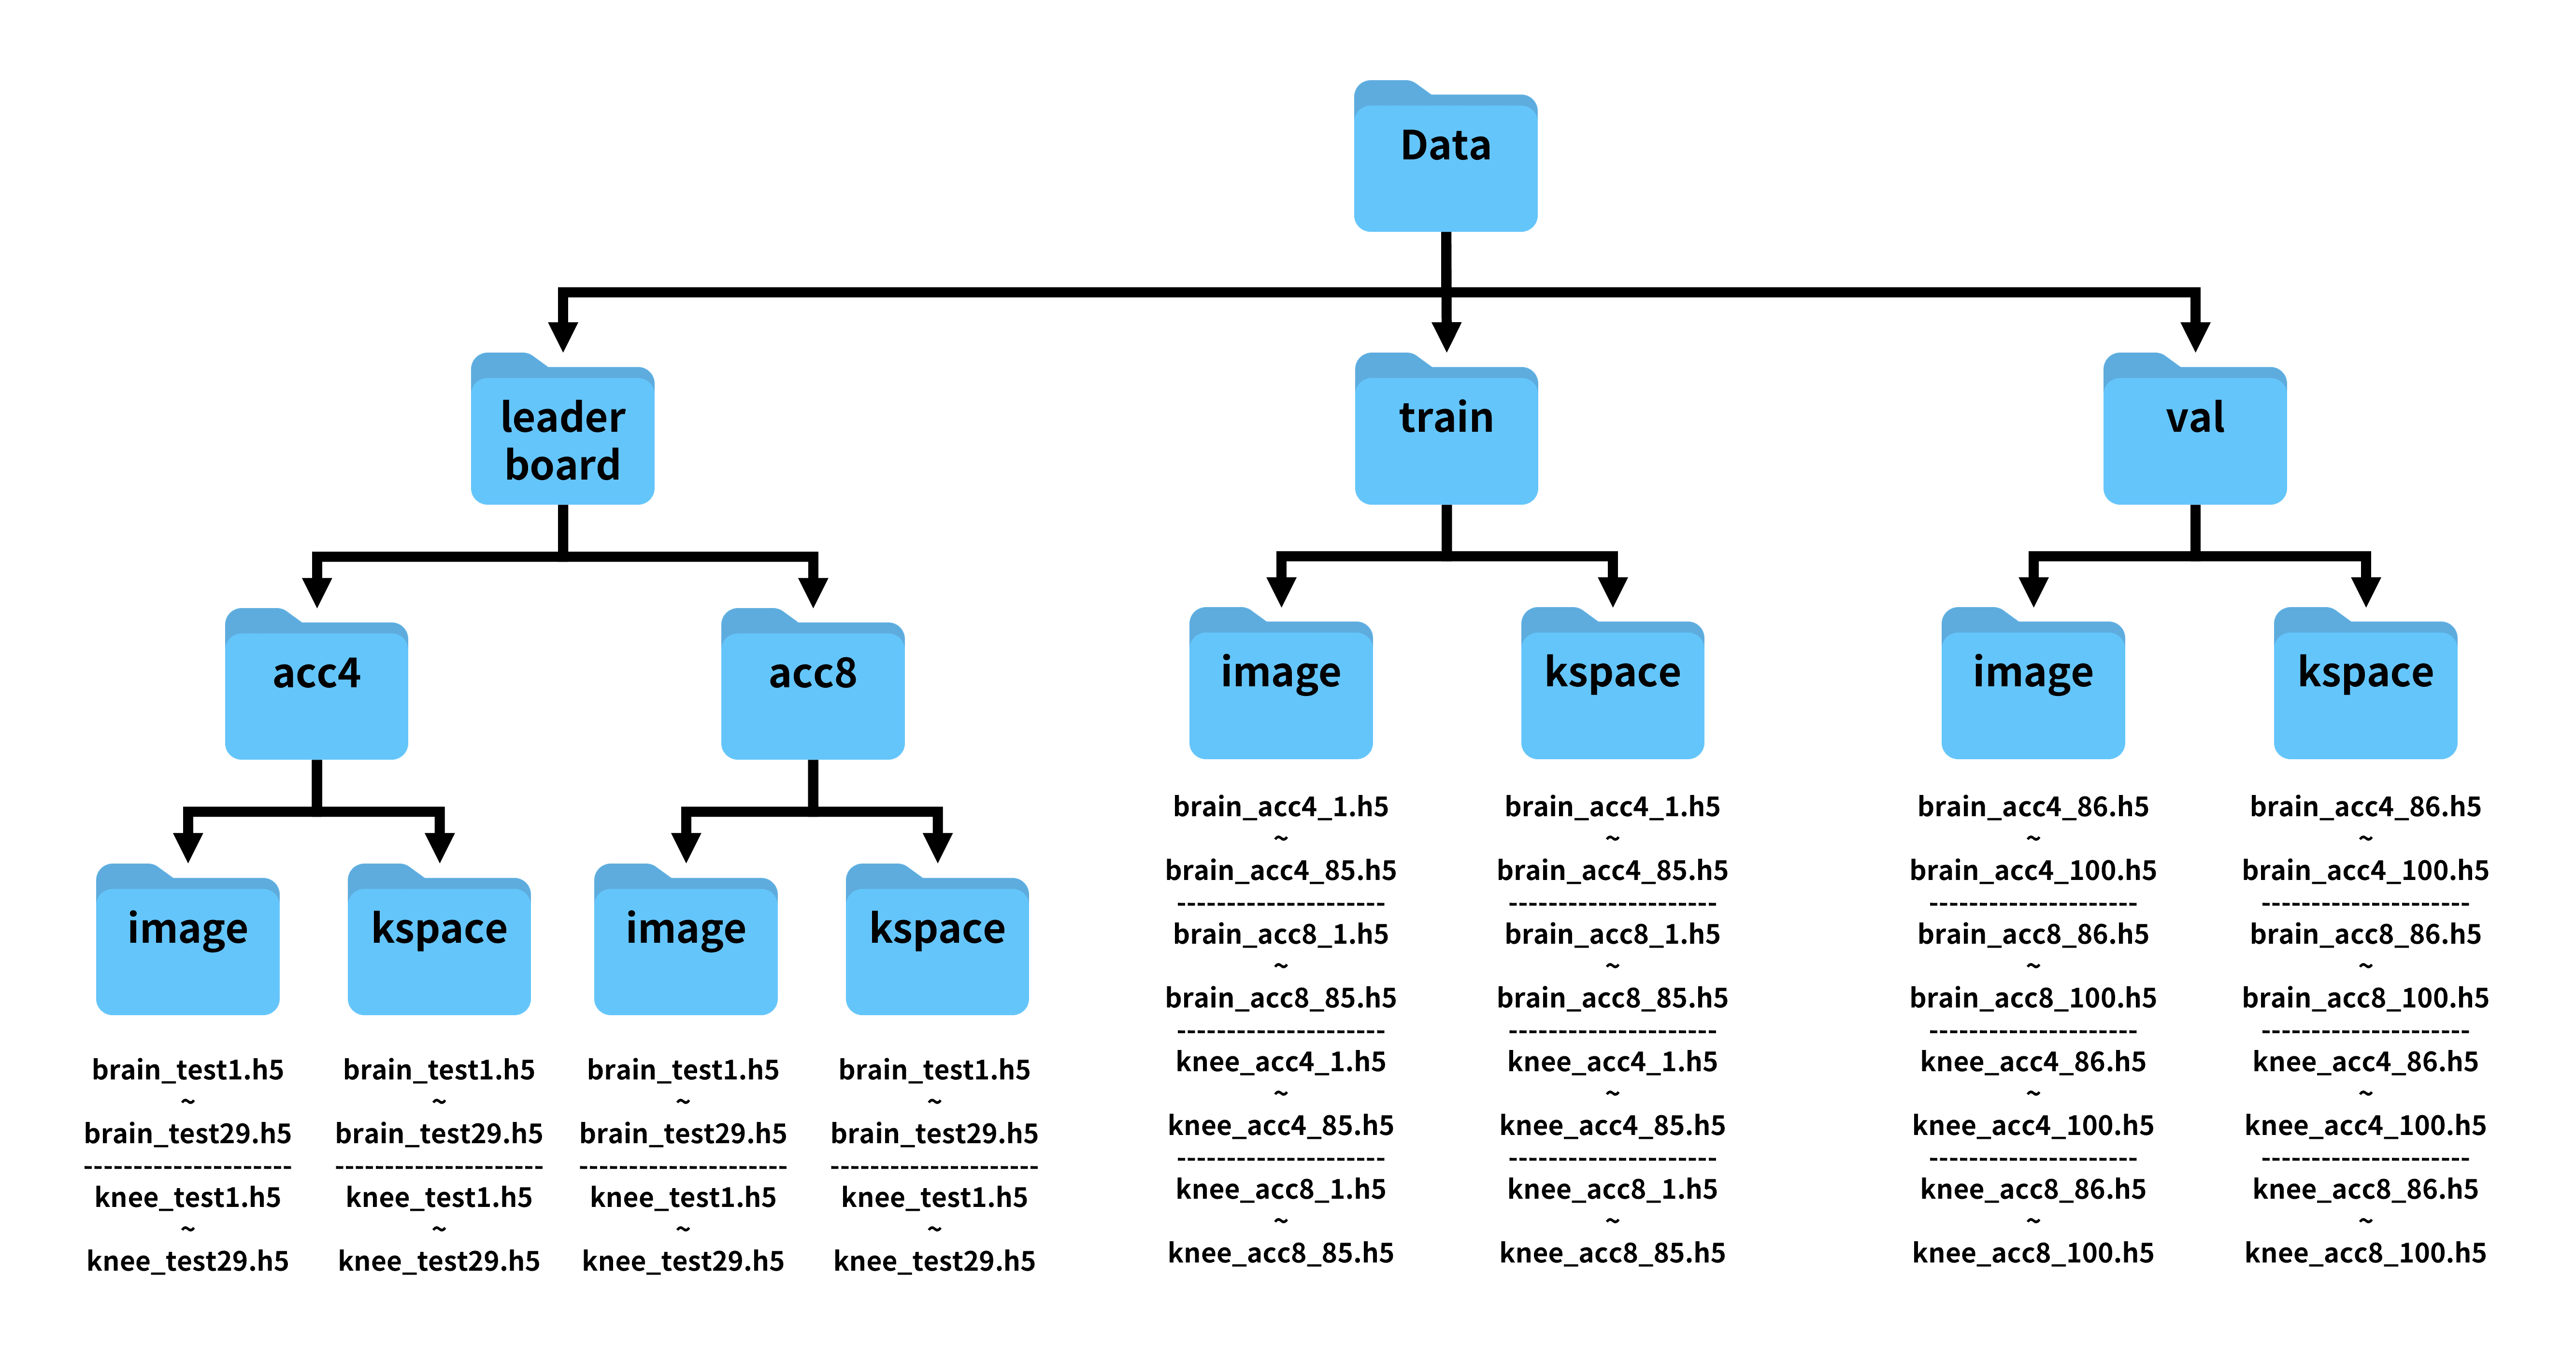 Data
leader
board
train
val
acc4
acc8
image
kspace
image
kspace
image
kspace
image
kspace
brain_test1.h5
~
brain_test29.h5
---------------------
knee_test1.h5
~
knee_test29.h5
brain_test1.h5
~
brain_test29.h5
---------------------
knee_test1.h5
~
knee_test29.h5
brain_test1.h5
~
brain_test29.h5
---------------------
knee_test1.h5
~
knee_test29.h5
brain_test1.h5
~
brain_test29.h5
---------------------
knee_test1.h5
~
knee_test29.h5
brain_acc4_1.h5
~
brain_acc4_85.h5
---------------------
brain_acc8_1.h5
~
brain_acc8_85.h5
---------------------
knee_acc4_1.h5
~
knee_acc4_85.h5
---------------------
knee_acc8_1.h5
~
knee_acc8_85.h5
brain_acc4_1.h5
~
brain_acc4_85.h5
---------------------
brain_acc8_1.h5
~
brain_acc8_85.h5
---------------------
knee_acc4_1.h5
~
knee_acc4_85.h5
---------------------
knee_acc8_1.h5
~
knee_acc8_85.h5
brain_acc4_86.h5
~
brain_acc4_100.h5
---------------------
brain_acc8_86.h5
~
brain_acc8_100.h5
---------------------
knee_acc4_86.h5
~
knee_acc4_100.h5
---------------------
knee_acc8_86.h5
~
knee_acc8_100.h5
brain_acc4_86.h5
~
brain_acc4_100.h5
---------------------
brain_acc8_86.h5
~
brain_acc8_100.h5
---------------------
knee_acc4_86.h5
~
knee_acc4_100.h5
---------------------
knee_acc8_86.h5
~
knee_acc8_100.h5